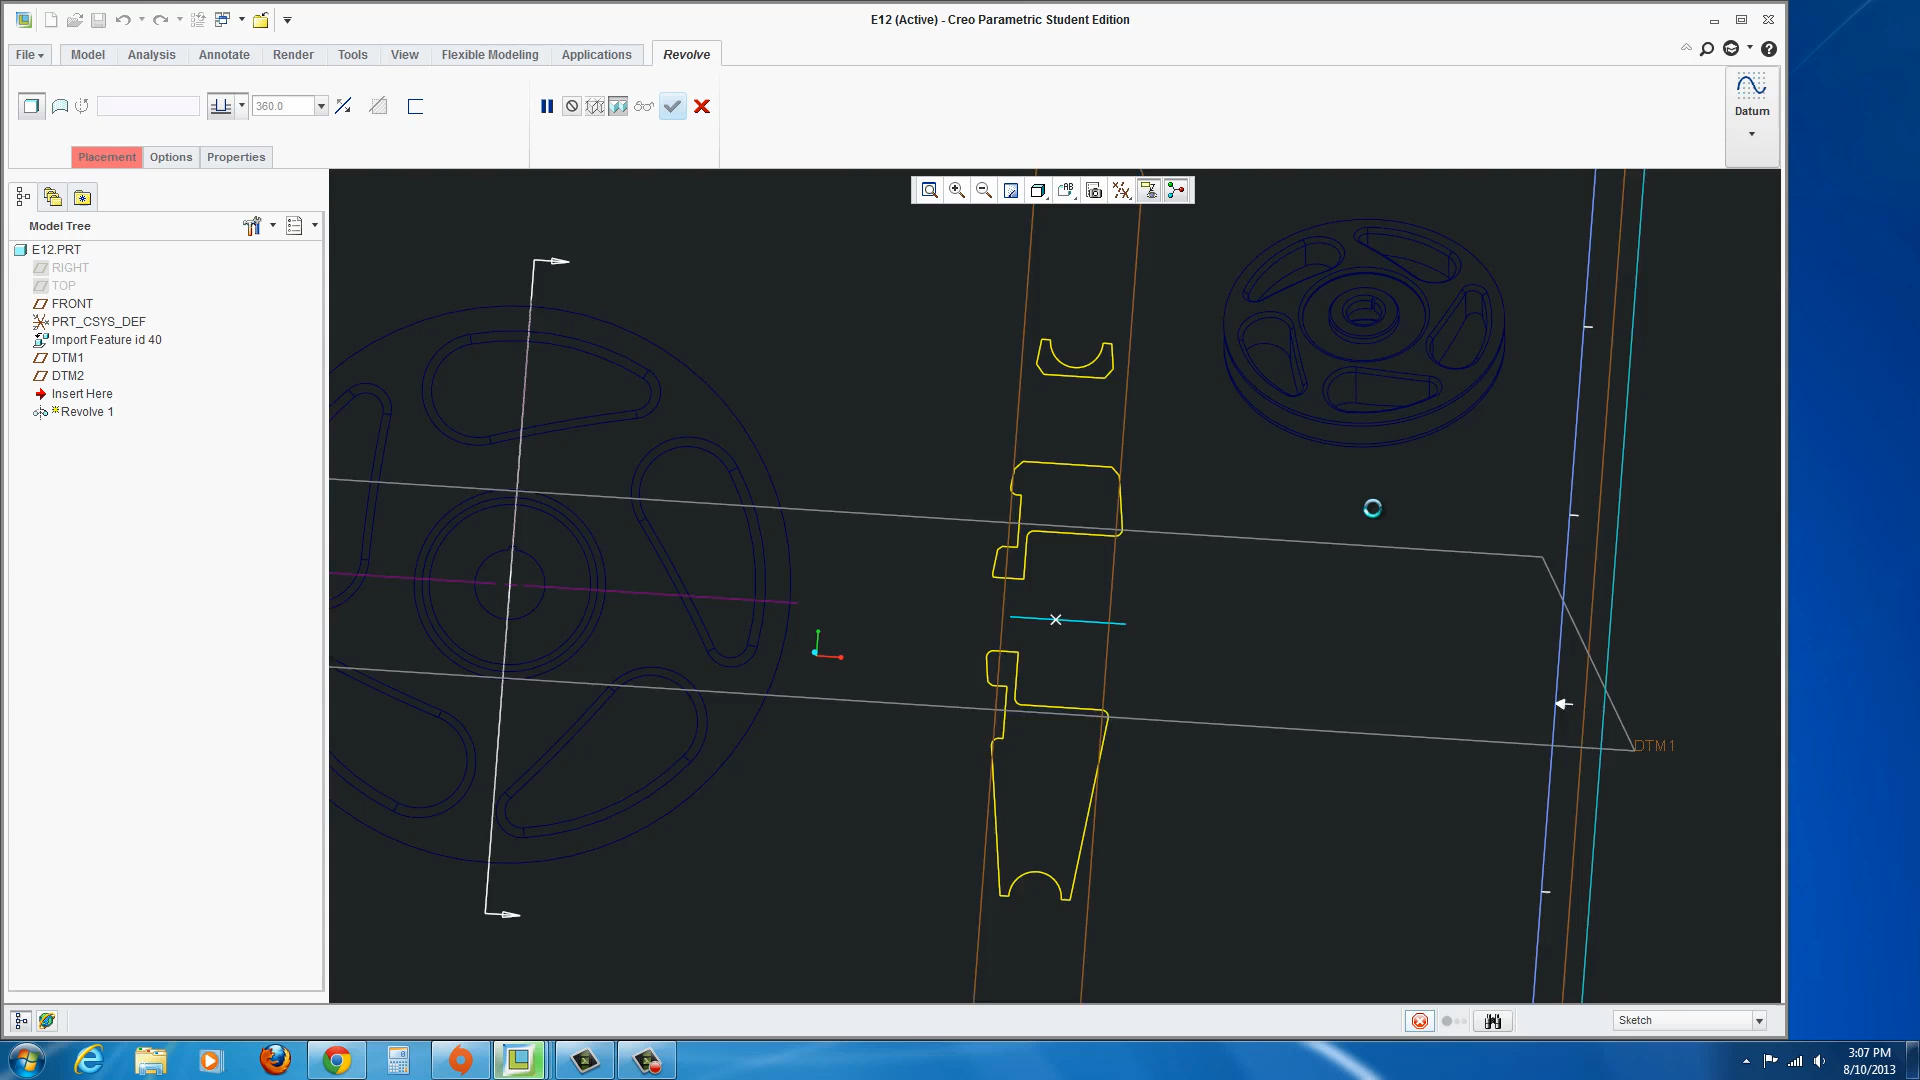 E12 (Active) - Creo Parametric Student Edition
File Model Analysis Annotate Render Tools View Flexible Modeling Applications Revolve
360.0
Datum
Placement Options Properties
Model Tree
E12.PRT
RIGHT
TOP
FRONT
PRT_CSYS_DEF
Import Feature id 40
DTM1
DTM2
Insert Here
Revolve 1
DTM1
Sketch
3:07 PM
8/10/2013